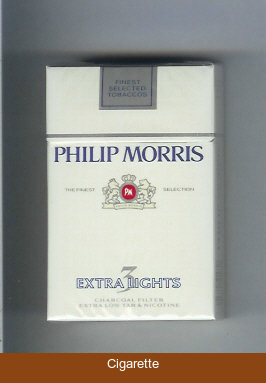 FINEST
SELECTED
TOBACCOS
PHILIP MORRIS
THE FINEST SELECTION
PM
3
EXTRA LIGHTS
CHARCOAL FILTER
EXTRA LOW TAR & NICOTINE
Cigarette